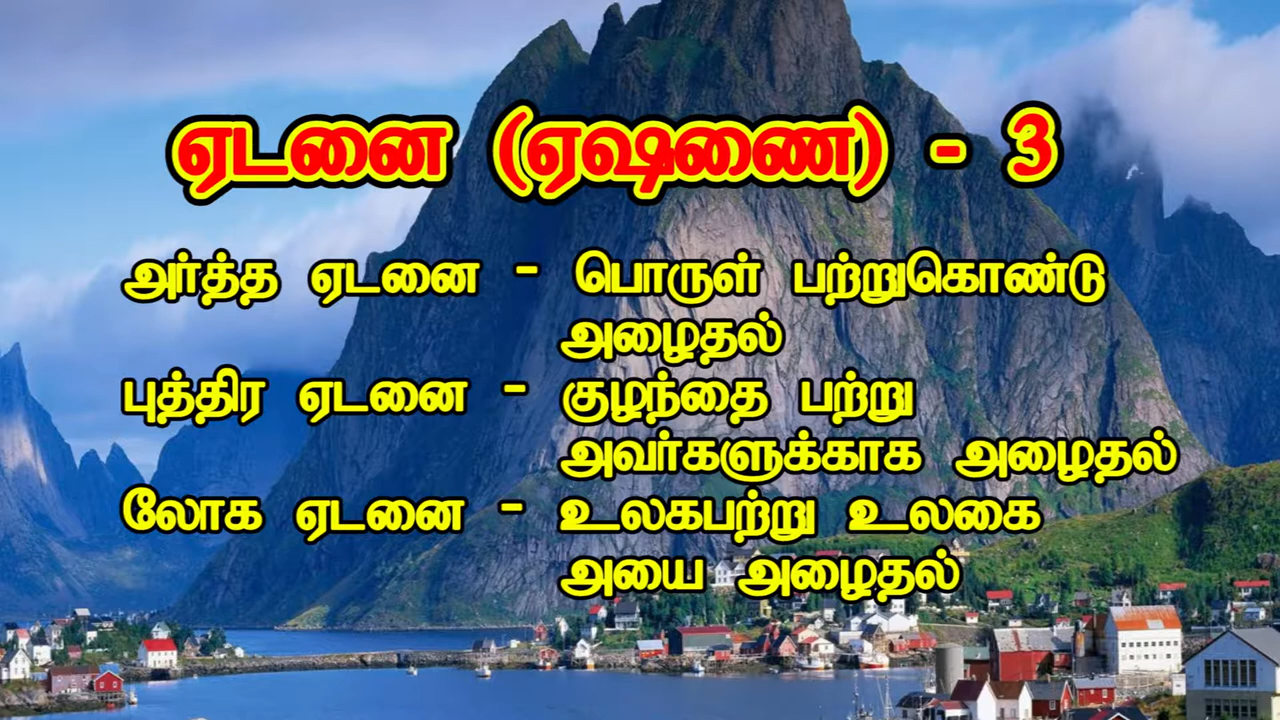 ஏடனை (ஏஷணை) - 3
அர்த்த ஏடனை - பொருள் பற்றுகொண்டு
அழைதல்
புத்திர ஏடனை - குழந்தை பற்று
அவர்களுக்காக அழைதல்
லோக ஏடனை - உலகபற்று உலகை
அயை அழைதல்